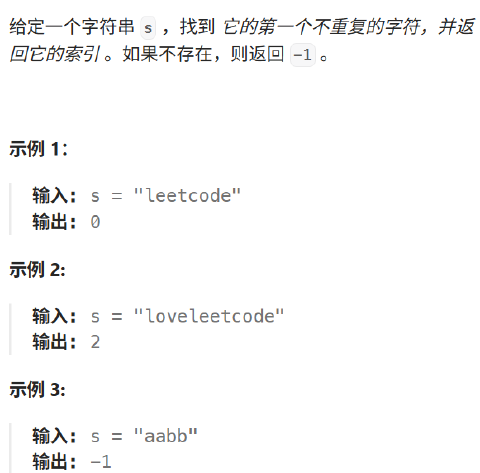 给定一个字符串 s ，找到 它的第一个不重复的字符，并返
回它的索引 。如果不存在，则返回 -1 。
示例 1：
输入: s = "leetcode"
输出: 0
示例 2:
输入: s = "loveleetcode"
输出: 2
示例 3:
输入: s = "aabb"
输出: -1